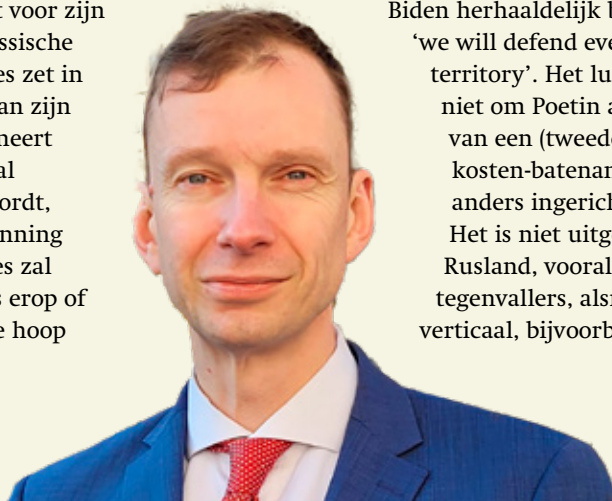 t voor zijn
ssische
es zet in
an zijn
neert
al
ordt,
nning
es zal
s erop of
e hoop
Biden herhaaldelijk b
‘we will defend eve
territory’. Het lu
niet om Poetin a
van een (tweed
kosten-batenan
anders ingerich
Het is niet uitg
Rusland, vooral
tegenvallers, als
verticaal, bijvoorb